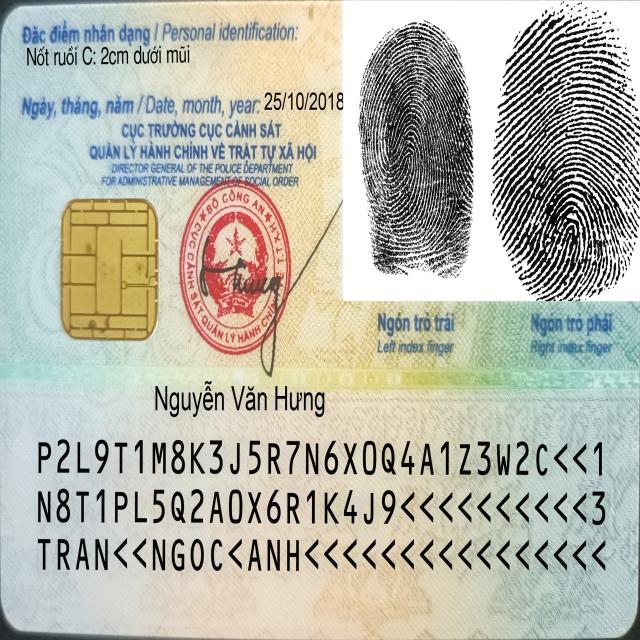 Đặc điểm nhân dạng / Personal identification:
Nốt ruồi C: 2cm dưới mũi
Ngày, tháng, năm / Date, month, year: 25/10/2018
CỤC TRƯỞNG CỤC CẢNH SÁT
QUẢN LÝ HÀNH CHÍNH VỀ TRẬT TỰ XÃ HỘI
DIRECTOR GENERAL OF THE POLICE DEPARTMENT
FOR ADMINISTRATIVE MANAGEMENT OF SOCIAL ORDER
BỘ CÔNG AN
CỤC CẢNH SÁT QUẢN LÝ HÀNH CHÍNH
Ngón trỏ trái
Left index finger
Ngón trỏ phải
Right index finger
Nguyễn Văn Hưng
P2L9T1M8K3J5R7N6X0Q4A1Z3W2C<<1
N8T1PL5Q2A0X6R1K4J9<<<<<<<<<<3
TRAN<<NGOC<ANH<<<<<<<<<<<<<<<<